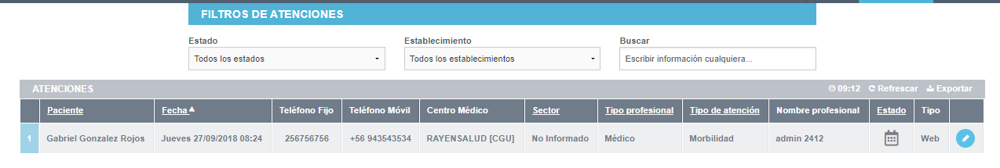 FILTROS DE ATENCIONES
Estado Establecimiento Buscar
Todos los estados Todos los establecimientos Escribir información cualquiera...
ATENCIONES 09:12 Refrescar Exportar
Paciente Fecha Teléfono Fijo Teléfono Móvil Centro Médico Sector Tipo profesional Tipo de atención Nombre profesional Estado Tipo
1 Gabriel Gonzalez Rojos Jueves 27/09/2018 08:24 256756756 +56 943543534 RAYENSALUD [CGU] No Informado Médico Morbilidad admin 2412 Web